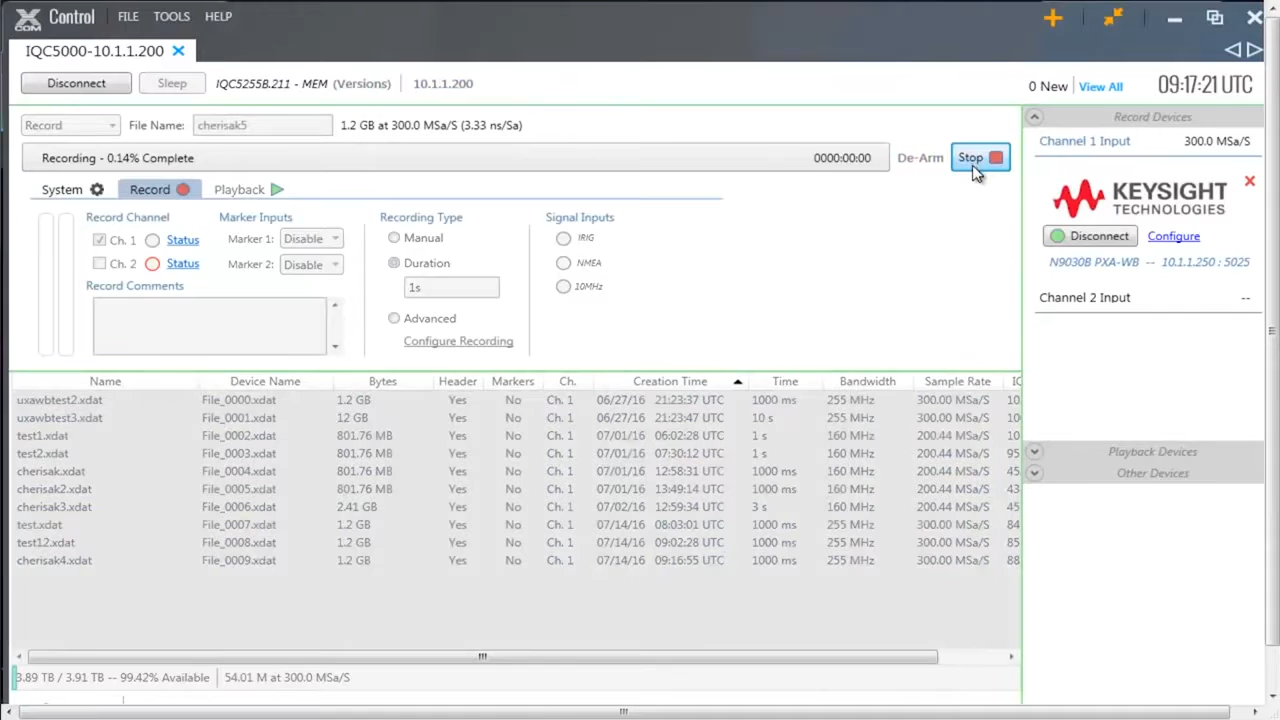 X COM Control FILE TOOLS HELP
IQC5000-10.1.1.200
Disconnect Sleep IQC5255B.211 - MEM (Versions) 10.1.1.200 0 New View All 09:17:21 UTC
Record File Name: cherisak5 1.2 GB at 300.0 MSa/S (3.33 ns/Sa)
Recording - 0.14% Complete 0000:00:00 De-Arm Stop
System Record Playback
Record Channel Marker Inputs Recording Type Signal Inputs
Ch. 1 Status Marker 1: Disable Manual IRIG
Ch. 2 Status Marker 2: Disable Duration NMEA
Record Comments 1s 10MHz
Advanced
Configure Recording
Record Devices
Channel 1 Input 300.0 MSa/S
KEYSIGHT
TECHNOLOGIES
Disconnect Configure
N9030B PXA-WB -- 10.1.1.250 : 5025
Channel 2 Input --
Playback Devices
Other Devices
Name Device Name Bytes Header Markers Ch. Creation Time Time Bandwidth Sample Rate IC
uxawbtest2.xdat File_0000.xdat 1.2 GB Yes No Ch. 1 06/27/16 21:23:37 UTC 1000 ms 255 MHz 300.00 MSa/S 10
uxawbtest3.xdat File_0001.xdat 12 GB Yes No Ch. 1 06/27/16 21:23:47 UTC 10 s 255 MHz 300.00 MSa/S 10
test1.xdat File_0002.xdat 801.76 MB Yes No Ch. 1 07/01/16 06:02:28 UTC 1 s 160 MHz 200.44 MSa/S 10
test2.xdat File_0003.xdat 801.76 MB Yes No Ch. 1 07/01/16 07:30:12 UTC 1 s 160 MHz 200.44 MSa/S 95
cherisak.xdat File_0004.xdat 801.76 MB Yes No Ch. 1 07/01/16 12:58:31 UTC 1000 ms 160 MHz 200.44 MSa/S 45
cherisak2.xdat File_0005.xdat 801.76 MB Yes No Ch. 1 07/01/16 13:49:14 UTC 1000 ms 160 MHz 200.44 MSa/S 43
cherisak3.xdat File_0006.xdat 2.41 GB Yes No Ch. 1 07/02/16 12:59:34 UTC 3 s 160 MHz 200.44 MSa/S 45
test.xdat File_0007.xdat 1.2 GB Yes No Ch. 1 07/14/16 08:03:01 UTC 1000 ms 255 MHz 300.00 MSa/S 84
test12.xdat File_0008.xdat 1.2 GB Yes No Ch. 1 07/14/16 09:02:28 UTC 1000 ms 255 MHz 300.00 MSa/S 85
cherisak4.xdat File_0009.xdat 1.2 GB Yes No Ch. 1 07/14/16 09:16:55 UTC 1000 ms 255 MHz 300.00 MSa/S 88
3.89 TB / 3.91 TB -- 99.42% Available 54.01 M at 300.0 MSa/S